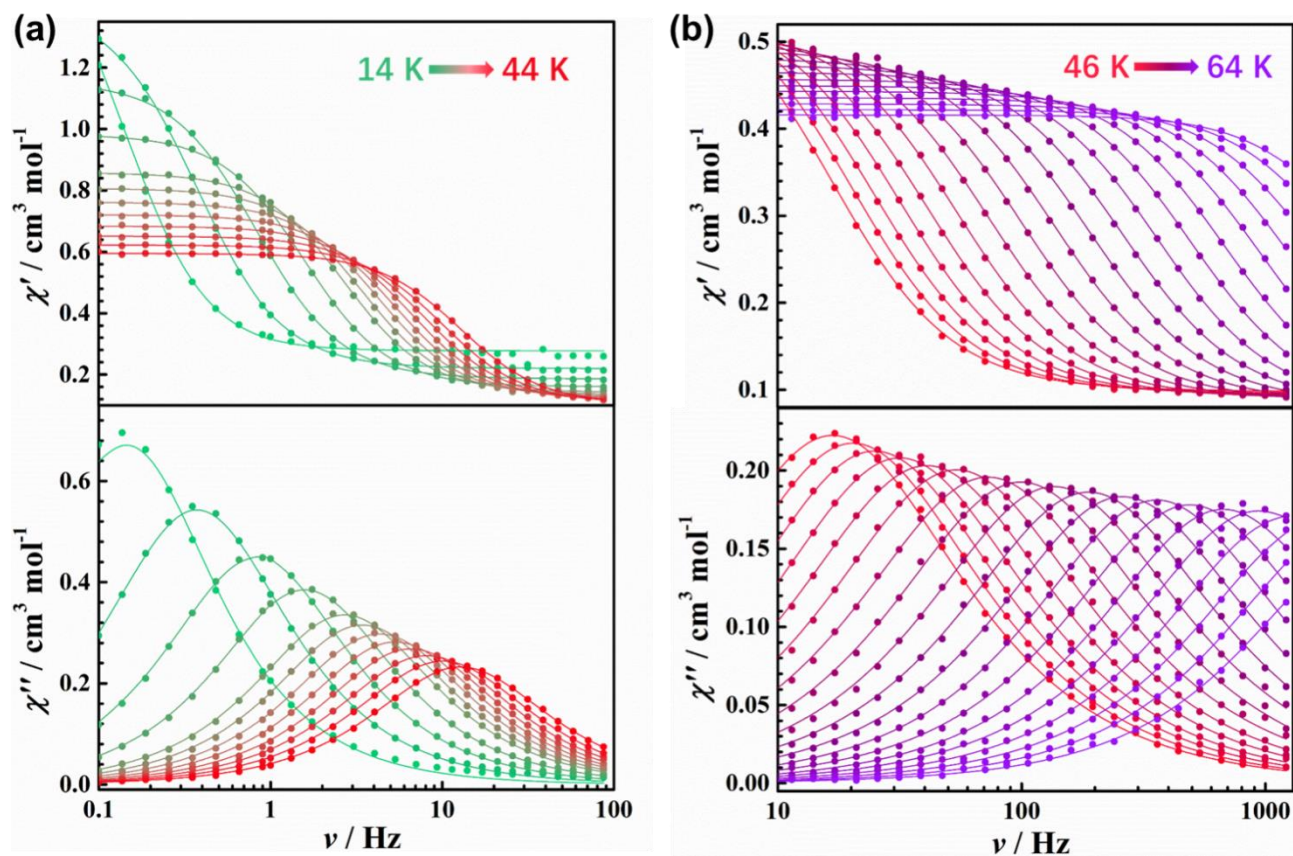 (a)
14 K 44 K
χ′ / cm³ mol⁻¹
1.2
1.0
0.8
0.6
0.4
0.2
χ″ / cm³ mol⁻¹
0.6
0.4
0.2
0.0
0.1 1 10 100
ν / Hz
(b)
46 K 64 K
χ′ / cm³ mol⁻¹
0.5
0.4
0.3
0.2
0.1
χ″ / cm³ mol⁻¹
0.20
0.15
0.10
0.05
0.00
10 100 1000
ν / Hz